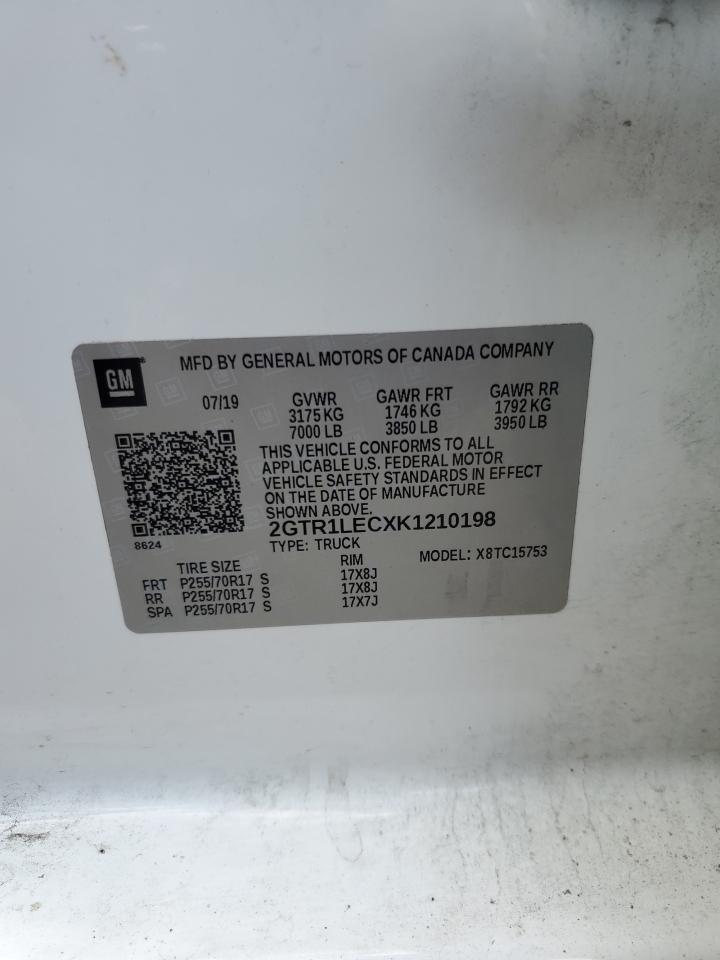 GM
MFD BY GENERAL MOTORS OF CANADA COMPANY
07/19 GVWR GAWR FRT GAWR RR
3175 KG 1746 KG 1792 KG
7000 LB 3850 LB 3950 LB
THIS VEHICLE CONFORMS TO ALL
APPLICABLE U.S. FEDERAL MOTOR
VEHICLE SAFETY STANDARDS IN EFFECT
ON THE DATE OF MANUFACTURE
SHOWN ABOVE.
2GTR1LECXK1210198
8624
TYPE: TRUCK MODEL: X8TC15753
TIRE SIZE RIM
FRT P255/70R17 S 17X8J
RR P255/70R17 S 17X8J
SPA P255/70R17 S 17X7J